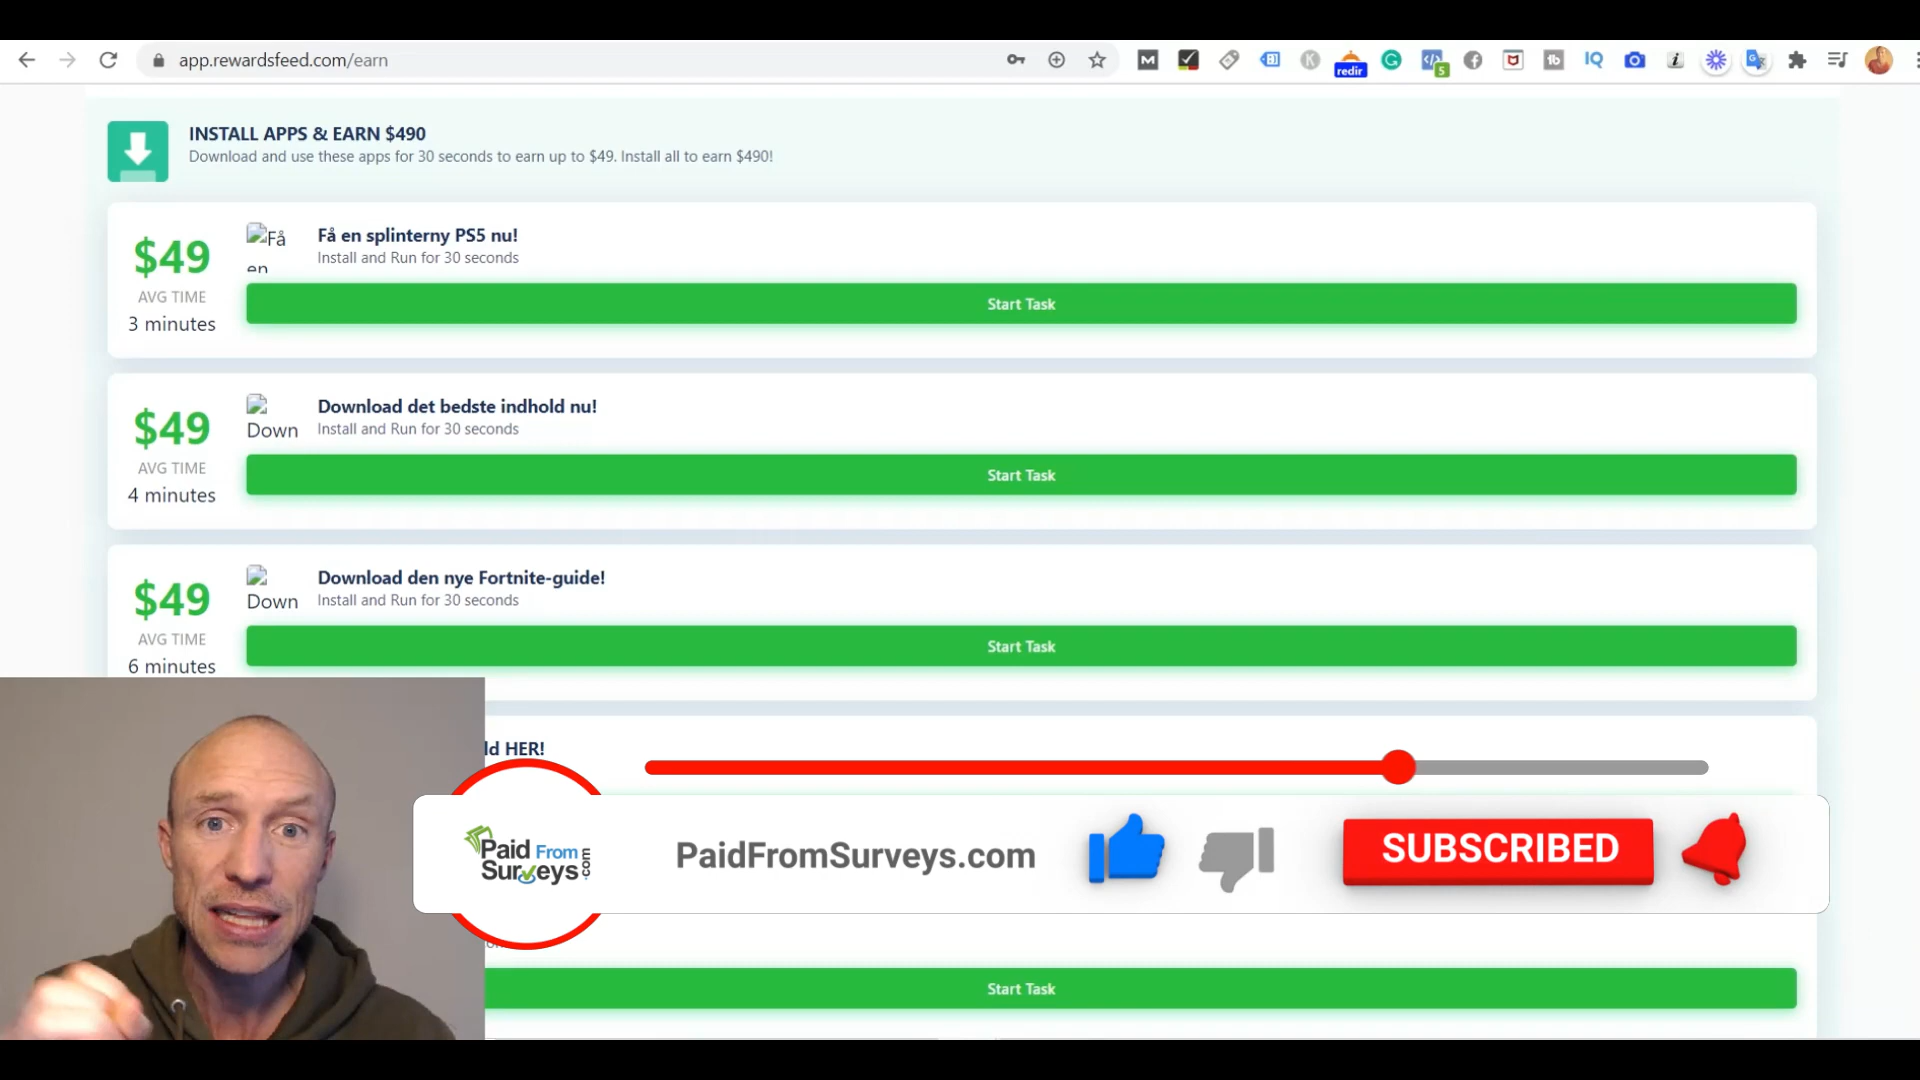 app.rewardsfeed.com/earn
redir
5
IQ
INSTALL APPS & EARN $490
Download and use these apps for 30 seconds to earn up to $49. Install all to earn $490!
$49
AVG TIME
3 minutes
Få
en
Få en splinterny PS5 nu!
Install and Run for 30 seconds
Start Task
$49
AVG TIME
4 minutes
Down
Download det bedste indhold nu!
Install and Run for 30 seconds
Start Task
$49
AVG TIME
6 minutes
Down
Download den nye Fortnite-guide!
Install and Run for 30 seconds
Start Task
ld HER!
Paid From
Surveys.com
PaidFromSurveys.com
SUBSCRIBED
Start Task